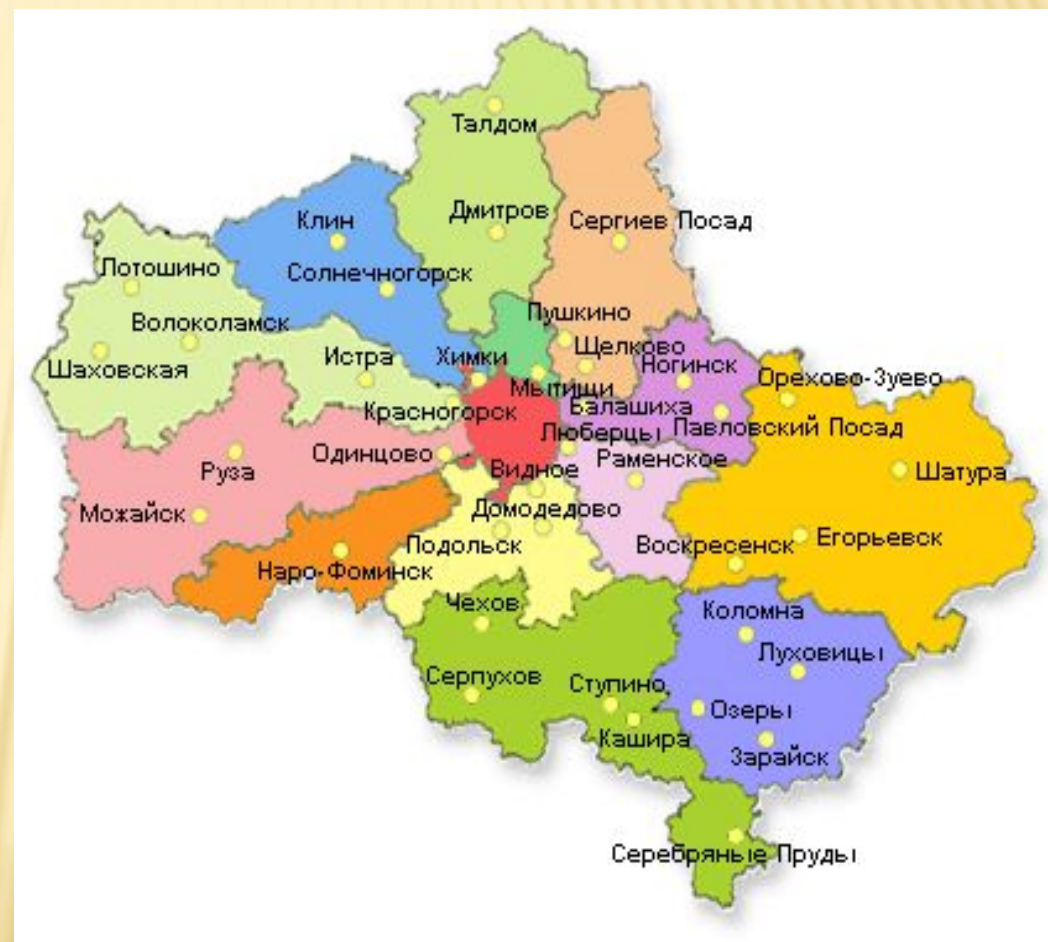 Талдом
Дмитров
Сергиев Посад
Клин
Солнечногорск
Лотошино
Волоколамск
Шаховская
Истра
Химки
Пушкино
Щелково
Мытищи
Ногинск
Орехово-Зуево
Красногорск
Балашиха
Павловский Посад
Люберцы
Одинцово
Видное
Раменское
Руза
Шатура
Можайск
Домодедово
Подольск
Воскресенск
Егорьевск
Наро-Фоминск
Чехов
Коломна
Луховицы
Серпухов
Ступино
Озеры
Кашира
Зарайск
Серебряные Пруды